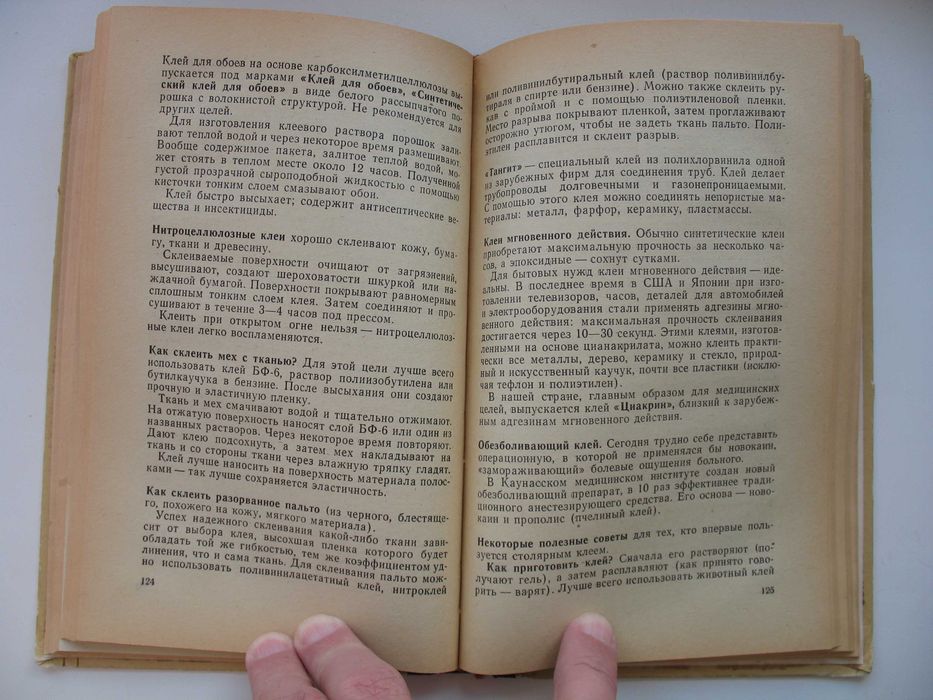 Клей для обоев на основе карбоксилметилцеллюлозы вы-
пускается под марками «Клей для обоев», «Синтетиче-
ский клей для обоев» в виде белого рассыпчатого по-
рошка с волокнистой структурой. Не рекомендуется для
других целей.
Для изготовления клеевого раствора порошок зали-
вают теплой водой и через некоторое время размешивают.
Вообще содержимое пакета, залитое теплой водой, мо-
жет стоять в теплом месте около 12 часов. Полученной
густой прозрачной сыроподобной жидкостью с помощью
кисточки тонким слоем смазывают обои.
Клей быстро высыхает; содержит антисептические ве-
щества и инсектициды.
Нитроцеллюлозные клеи хорошо склеивают кожу, бума-
гу, ткани и древесину.
Склеиваемые поверхности очищают от загрязнений,
высушивают, создают шероховатости шкуркой или на-
ждачной бумагой. Поверхности покрывают равномерным
сплошным тонким слоем клея. Затем соединяют и про-
сушивают в течение 3—4 часов под прессом.
Клеить при открытом огне нельзя — нитроцеллюлоз-
ные клеи легко воспламеняются.
Как склеить мех с тканью? Для этой цели лучше всего
использовать клей БФ-6, раствор полиизобутилена или
бутилкаучука в бензине. После высыхания они создают
прочную и эластичную пленку.
Ткань и мех смачивают водой и тщательно отжимают.
На отжатую поверхность наносят слой БФ-6 или один из
названных растворов. Через некоторое время повторяют.
Дают клею подсохнуть, а затем мех накладывают на
ткань и со стороны ткани через влажную тряпку гладят.
Клей лучше наносить на поверхность материала полос-
ками — так лучше сохраняется эластичность.
Как склеить разорванное пальто (из черного, блестяще-
го, похожего на кожу, мягкого материала).
Успех надежного склеивания какой-либо ткани зави-
сит от выбора клея, высохшая пленка которого будет
обладать той же гибкостью, тем же коэффициентом уд-
линения, что и сама ткань. Для склеивания пальто мож-
но использовать поливинилацетатный клей, нитроклей
124
или поливинилбутиральный клей (раствор поливинилбу-
тираля в спирте или бензине). Можно также склеить ру-
кав с проймой и с помощью полиэтиленовой пленки.
Место разрыва покрывают пленкой, затем проглаживают
осторожно утюгом, чтобы не задеть ткань пальто. Поли-
этилен расплавится и склеит разрыв.
«Тангит» — специальный клей из полихлорвинила одной
из зарубежных фирм для соединения труб. Клей делает
трубопроводы долговечными и газонепроницаемыми.
С помощью этого клея можно соединять непористые ма-
териалы: металл, фарфор, керамику, пластмассы.
Клеи мгновенного действия. Обычно синтетические клеи
приобретают максимальную прочность за несколько ча-
сов, а эпоксидные — сохнут сутками.
Для бытовых нужд клеи мгновенного действия — иде-
альны. В последнее время в США и Японии при изго-
товлении телевизоров, часов, деталей для автомобилей
и электрооборудования стали применять адгезины мгно-
венного действия: максимальная прочность склеивания
достигается через 10—30 секунд. Этими клеями, изготов-
ленными на основе цианакрилата, можно клеить практи-
чески все металлы, дерево, керамику и стекло, природ-
ный и искусственный каучук, почти все пластики (исклю-
чая тефлон и полиэтилен).
В нашей стране, главным образом для медицинских
целей, выпускается клей «Циакрин», близкий к зарубеж-
ным адгезинам мгновенного действия.
Обезболивающий клей. Сегодня трудно себе представить
операционную, в которой не применялся бы новокаин,
«замораживающий» болевые ощущения больного.
В Каунасском медицинском институте создан новый
обезболивающий препарат, в 10 раз эффективнее тради-
ционного анестезирующего средства. Его основа — ново-
каин и прополис (пчелиный клей).
Некоторые полезные советы для тех, кто впервые поль-
зуется столярным клеем.
Как приготовить клей? Сначала его растворяют (по-
лучают гель), а затем расплавляют (как принято гово-
рить — варят). Лучше всего использовать животный клей
125